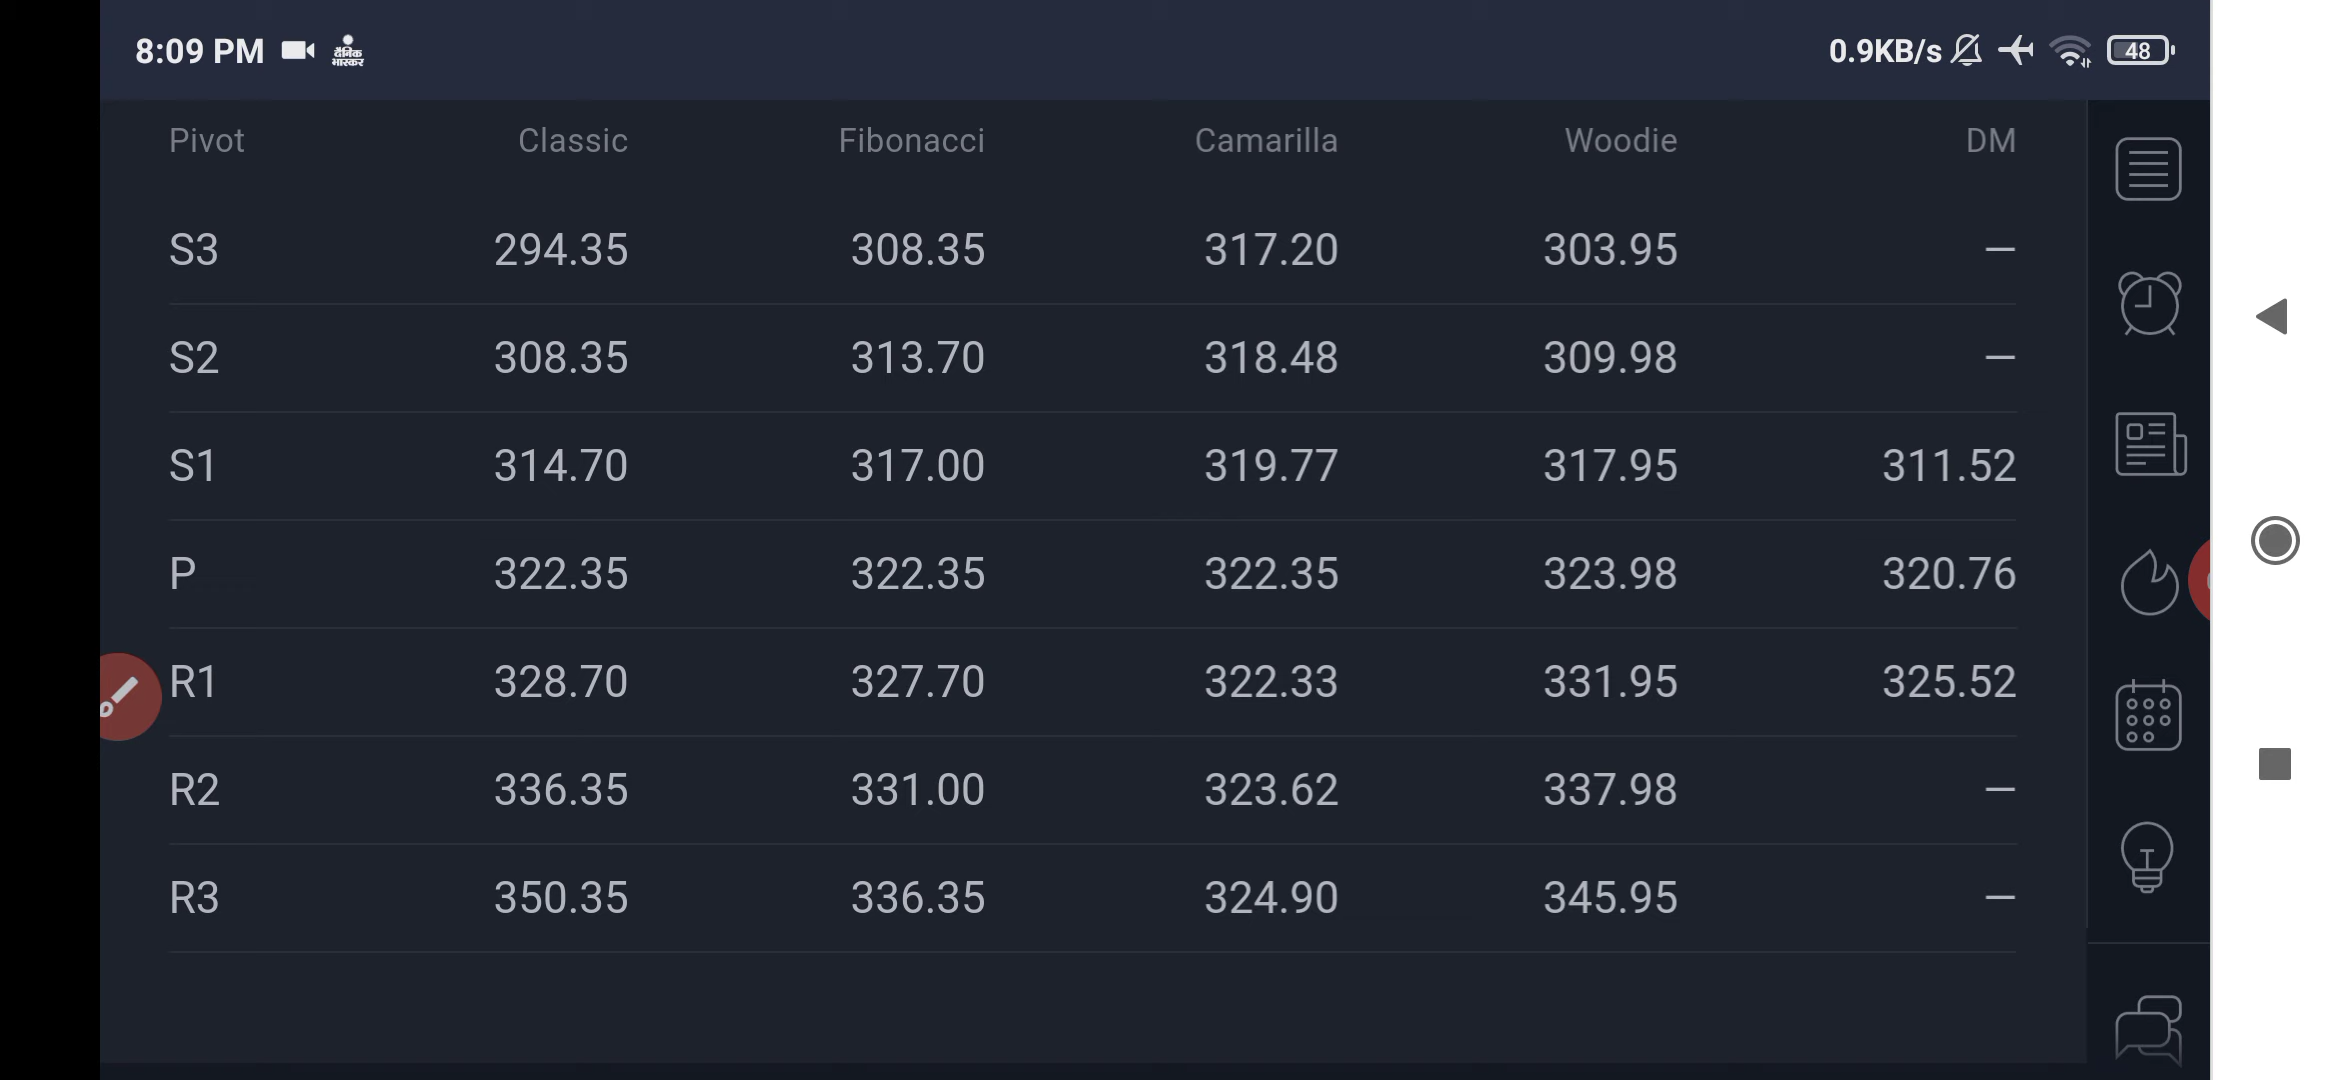 8:09 PM दैनिक भास्कर 0.9KB/s 48
Pivot Classic Fibonacci Camarilla Woodie DM
S3 294.35 308.35 317.20 303.95 —
S2 308.35 313.70 318.48 309.98 —
S1 314.70 317.00 319.77 317.95 311.52
P 322.35 322.35 322.35 323.98 320.76
R1 328.70 327.70 322.33 331.95 325.52
R2 336.35 331.00 323.62 337.98 —
R3 350.35 336.35 324.90 345.95 —